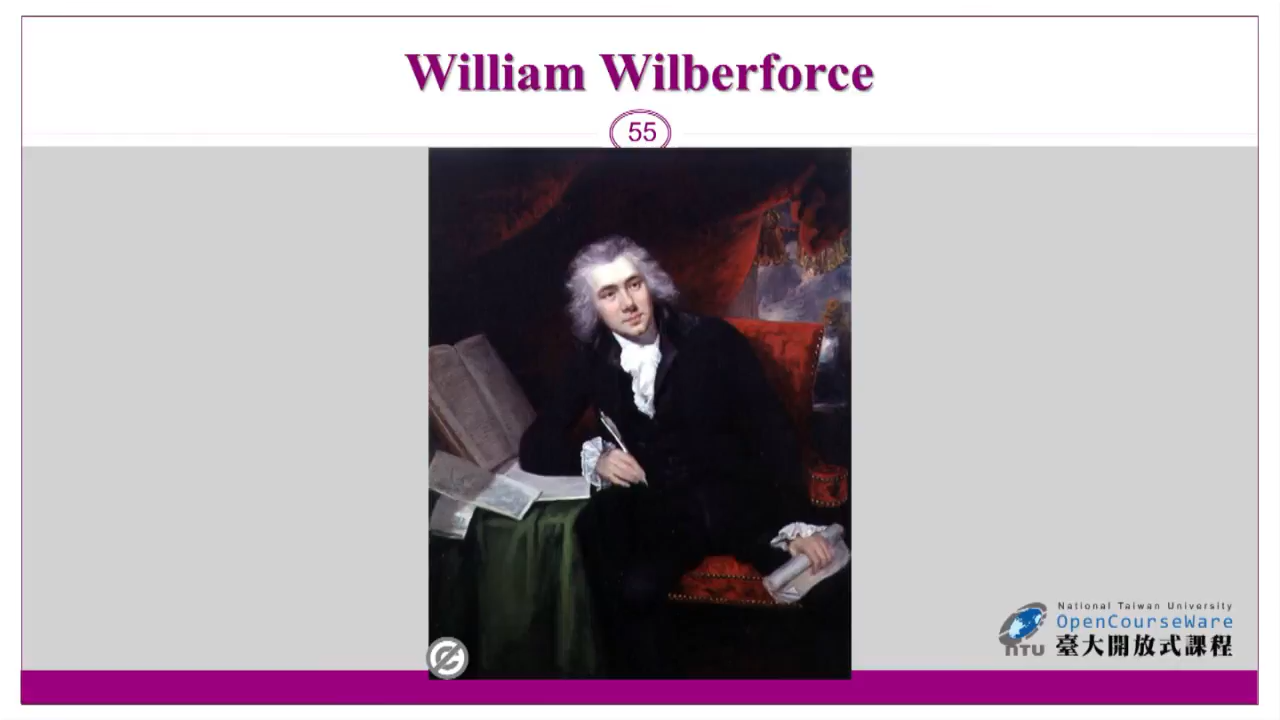 William Wilberforce
55
National Taiwan University
OpenCourseWare
NTU 臺大開放式課程